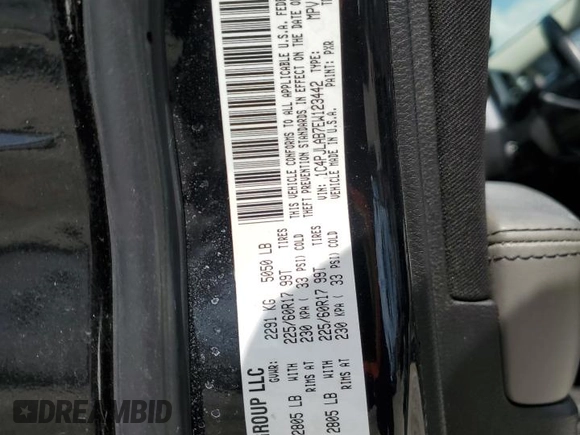 GROUP LLC
GVWR: 2291 KG 5050 LB
2805 LB WITH 225/60R17 99T TIRES
RIMS AT 230 KPA ( 33 PSI) COLD
2805 LB WITH 225/60R17 99T TIRES
RIMS AT 230 KPA ( 33 PSI) COLD
THIS VEHICLE CONFORMS TO ALL APPLICABLE U.S.A. FEDE
THEFT PREVENTION STANDARDS IN EFFECT ON THE DATE OF
VIN: 1C4PJLAB7EW123442 TYPE: MPV
VEHICLE MADE IN U.S.A. PAINT: PXR
DREAMBID